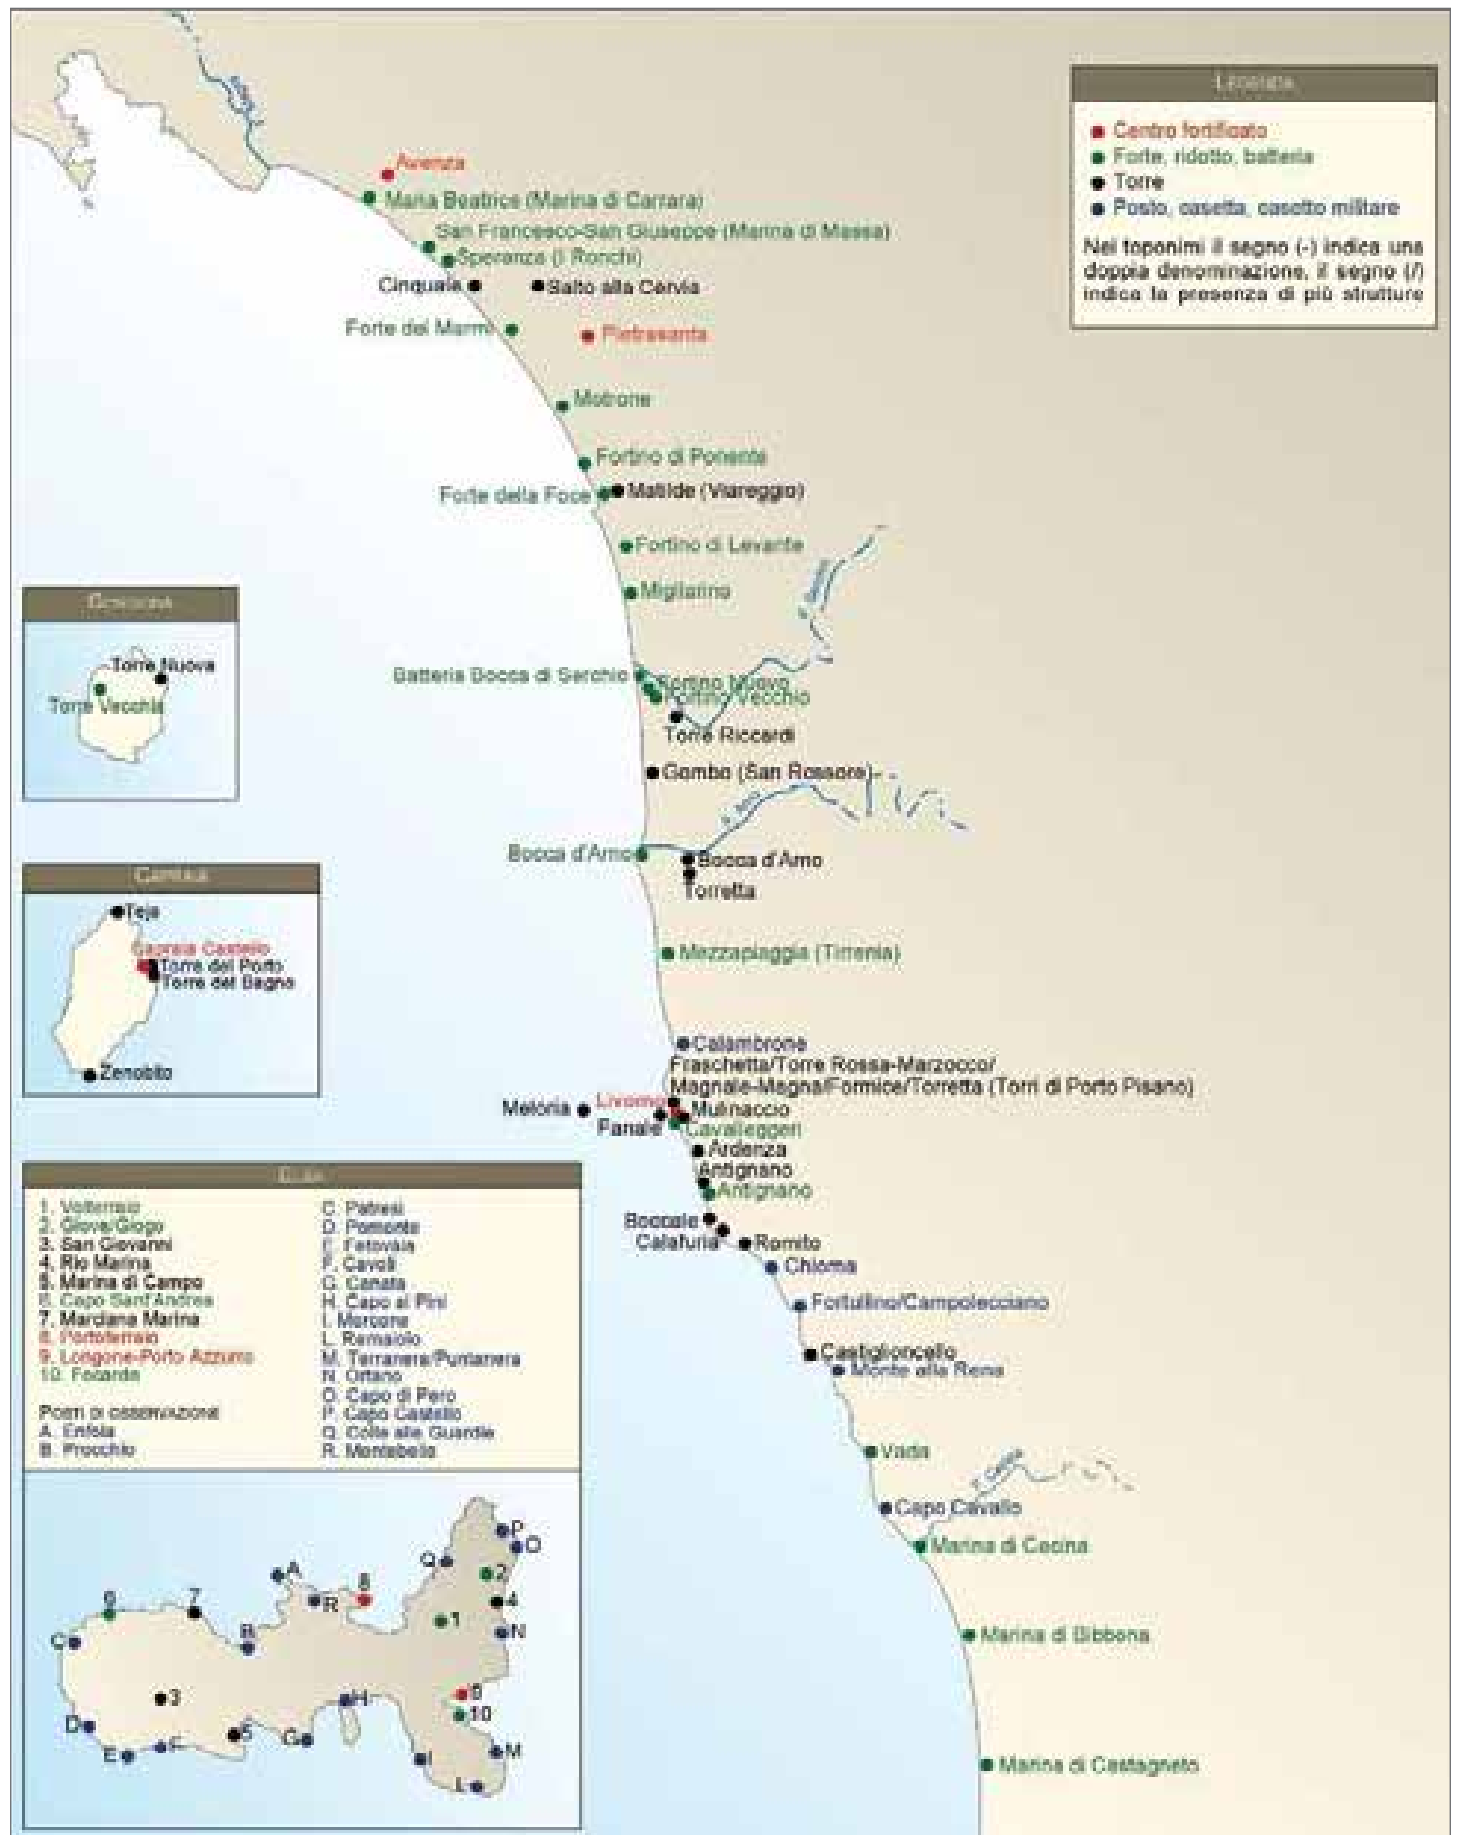 Legenda
Centro fortificato
Forte, ridotto, batteria
Torre
Posto, casetta, casotto militare
Nei toponimi il segno (-) indica una
doppia denominazione, il segno (/)
indica la presenza di più strutture
Avenza
Maria Beatrice (Marina di Carrara)
San Francesco-San Giuseppe (Marina di Massa)
Speranza (I Ronchi)
Cinquale
Salto alla Cervia
Forte dei Marmi
Pietrasanta
Motrone
Fortino di Ponente
Forte della Foce
Matilde (Viareggio)
Fortino di Levante
Migliarino
Batteria Bocca di Serchio
Fortino Nuovo
Fortino Vecchio
Torre Riccardi
Gombo (San Rossore)
Bocca d'Arno
Bocca d'Arno
Torretta
Mezzapiaggia (Tirrenia)
Calambrone
Fraschetta/Torre Rossa-Marzocco/
Magnale-Magna/Formice/Torretta (Torri di Porto Pisano)
Meloria
Livorno
Mulinaccio
Fanale
Cavalleggeri
Ardenza
Antignano
Antignano
Boccale
Calafuria
Romito
Chioma
Fortullino/Campolecciano
Castiglioncello
Monte alla Rena
Vada
Capo Cavallo
Marina di Cecina
Marina di Bibbona
Marina di Castagneto
Gorgona
Torre Nuova
Torre Vecchia
Capraia
Teja
Capraia Castello
Torre del Porto
Torre del Bagno
Zenobito
Elba
1. Volterraio
2. Giove/Giogo
3. San Giovanni
4. Rio Marina
5. Marina di Campo
6. Capo Sant'Andrea
7. Marciana Marina
8. Portoferraio
9. Longone-Porto Azzurro
10. Focardo
Posti di osservazione
A. Enfola
B. Procchio
C. Patresi
D. Pomonte
E. Fetovaia
F. Cavoli
G. Canata
H. Capo ai Pini
I. Morcone
L. Remaiolo
M. Terranera/Puntanera
N. Ortano
O. Capo di Pero
P. Capo Castello
Q. Colle alle Guardie
R. Montebello
P
O
Q
A
2
8
R
4
6
7
1
N
B
C
9
3
H
10
D
5
G
F
E
M
I
L